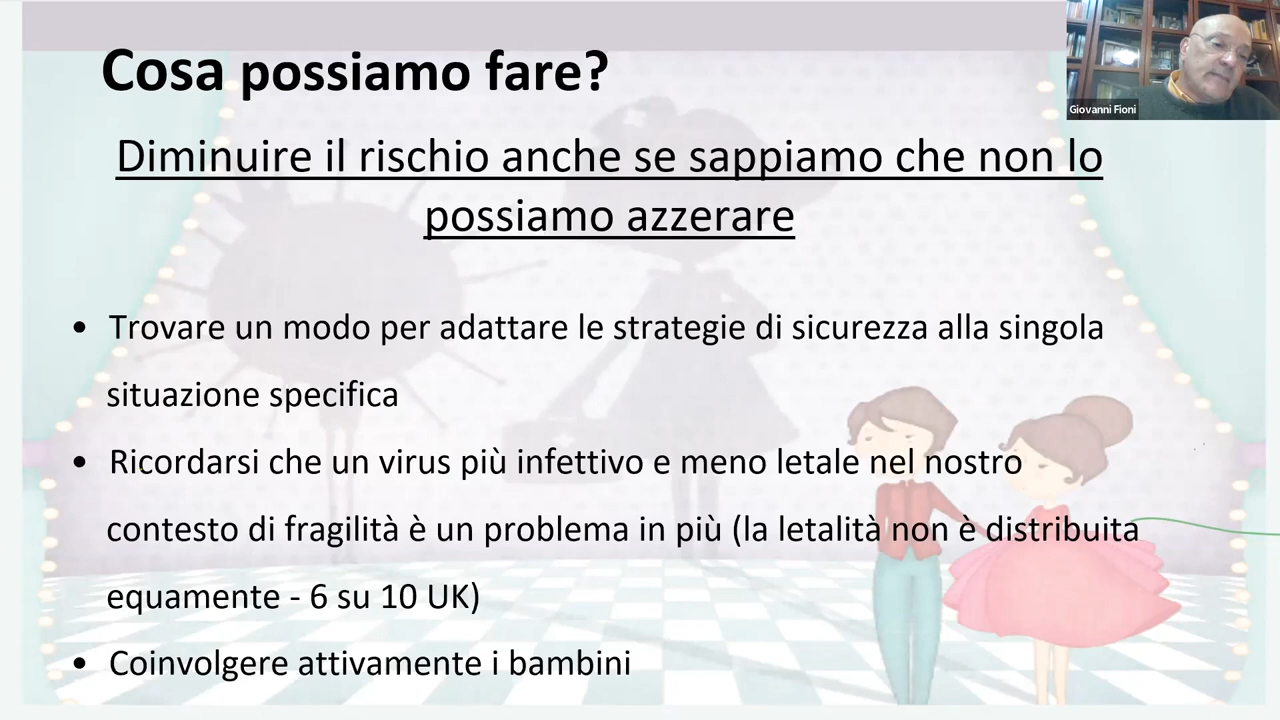 Cosa possiamo fare?
Giovanni Fioni
Diminuire il rischio anche se sappiamo che non lo
possiamo azzerare
• Trovare un modo per adattare le strategie di sicurezza alla singola
situazione specifica
• Ricordarsi che un virus più infettivo e meno letale nel nostro
contesto di fragilità è un problema in più (la letalità non è distribuita
equamente - 6 su 10 UK)
• Coinvolgere attivamente i bambini